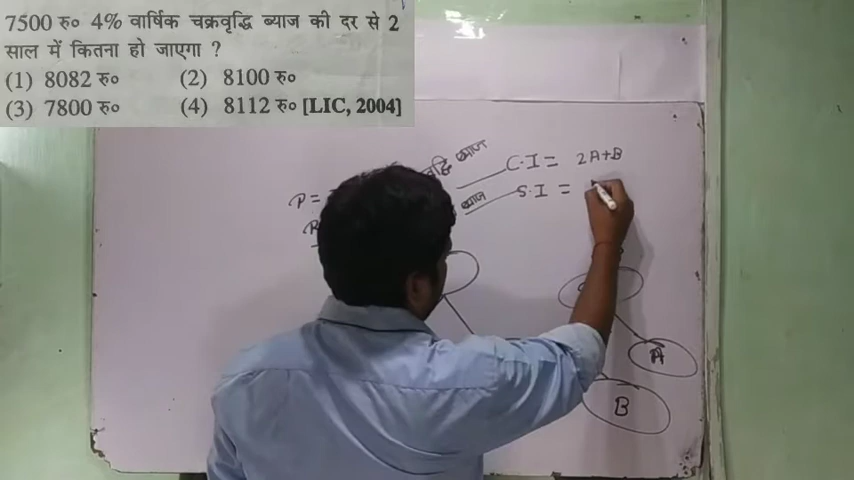 7500 रु० 4% वार्षिक चक्रवृद्धि ब्याज की दर से 2
साल में कितना हो जाएगा ?
(1) 8082 रु० (2) 8100 रु०
(3) 7800 रु० (4) 8112 रु० [LIC, 2004]
ब्याज C.I = 2A+B
P = ब्याज S.I =
A
B